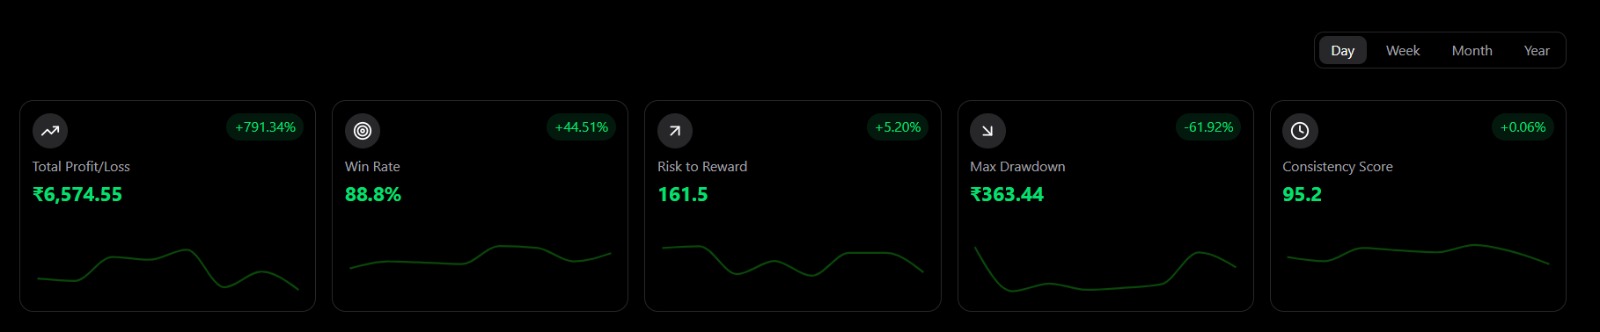 Day Week Month Year
+791.34%
Total Profit/Loss
₹6,574.55
+44.51%
Win Rate
88.8%
+5.20%
Risk to Reward
161.5
-61.92%
Max Drawdown
₹363.44
+0.06%
Consistency Score
95.2